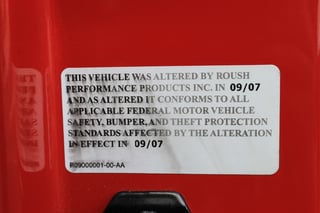 THIS VEHICLE WAS ALTERED BY ROUSH
PERFORMANCE PRODUCTS INC. IN 09/07
AND AS ALTERED IT CONFORMS TO ALL
APPLICABLE FEDERAL MOTOR VEHICLE
SAFETY, BUMPER, AND THEFT PROTECTION
STANDARDS AFFECTED BY THE ALTERATION
IN EFFECT IN 09/07
R09000001-00-AA